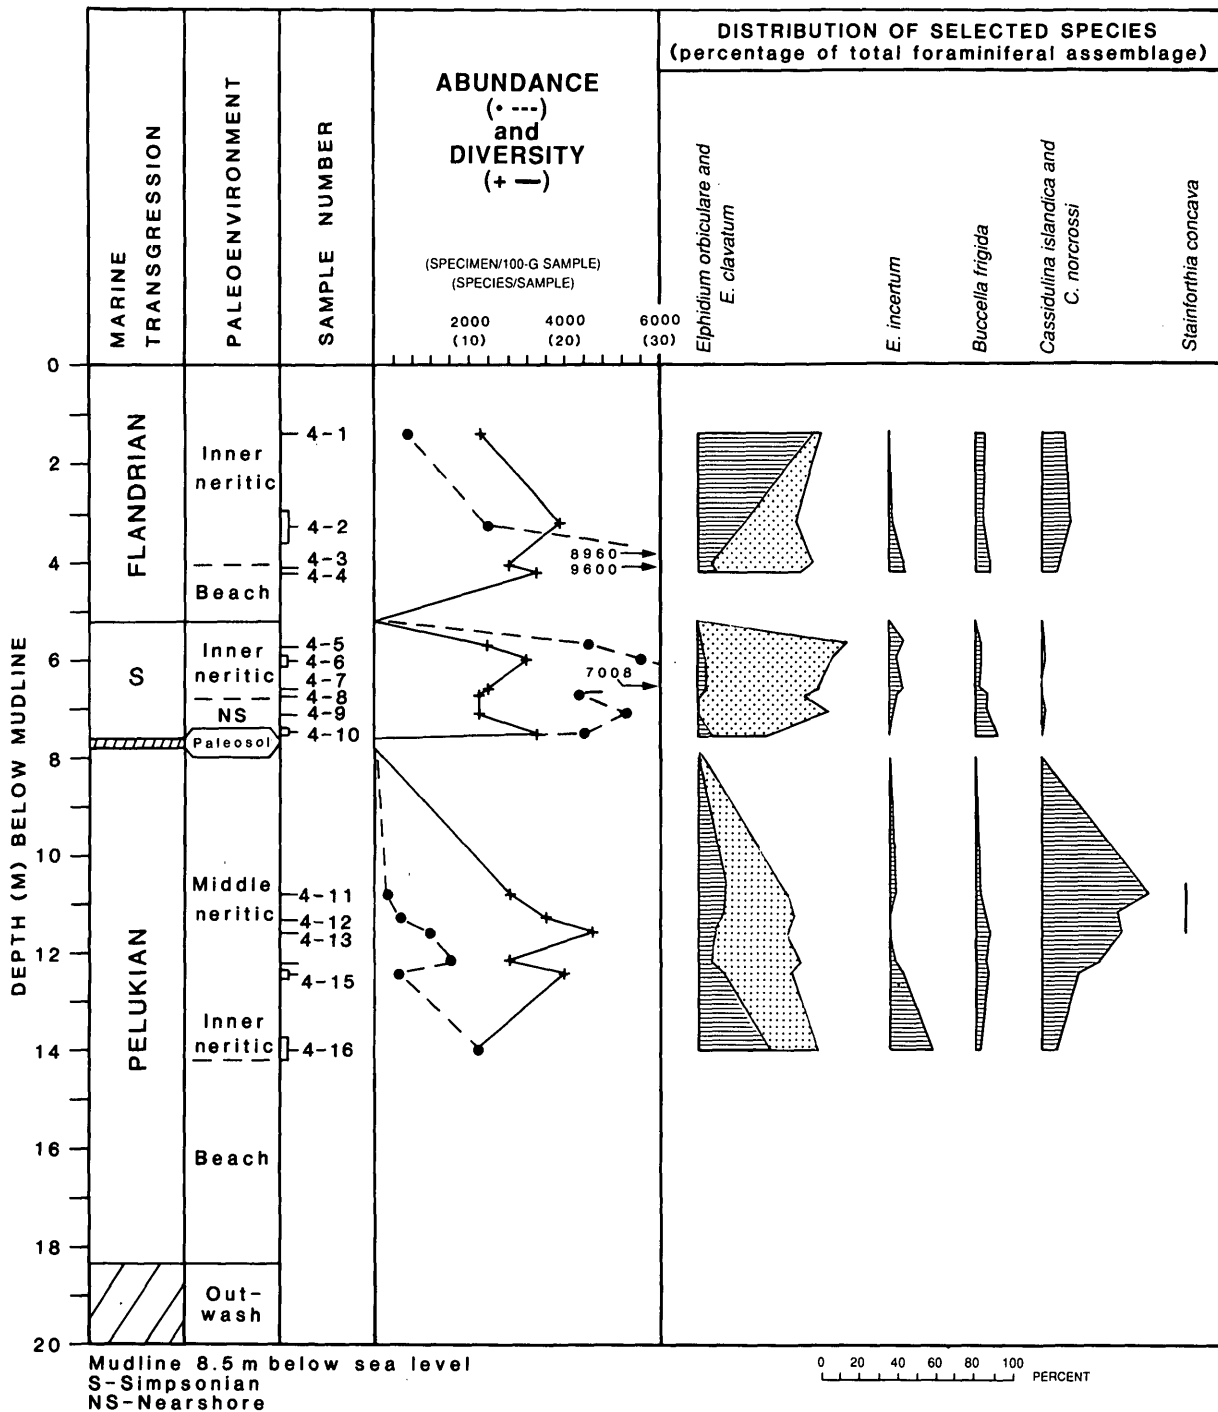 DISTRIBUTION OF SELECTED SPECIES
(percentage of total foraminiferal assemblage)
MARINE
TRANSGRESSION
PALEOENVIRONMENT
SAMPLE NUMBER
ABUNDANCE
(• ---)
and
DIVERSITY
(+ —)
(SPECIMEN/100-G SAMPLE)
(SPECIES/SAMPLE)
2000
(10)
4000
(20)
6000
(30)
Elphidium orbiculare and
E. clavatum
E. incertum
Buccella frigida
Cassidulina islandica and
C. norcrossi
Stainforthia concava
DEPTH (M) BELOW MUDLINE
0
2
4
6
8
10
12
14
16
18
20
FLANDRIAN
S
PELUKIAN
Inner
neritic
Beach
Inner
neritic
NS
Paleosol
Middle
neritic
Inner
neritic
Beach
Out-
wash
4-1
4-2
4-3
4-4
4-5
4-6
4-7
4-8
4-9
4-10
4-11
4-12
4-13
4-15
4-16
8960
9600
7008
Mudline 8.5 m below sea level
S-Simpsonian
NS-Nearshore
0 20 40 60 80 100
PERCENT